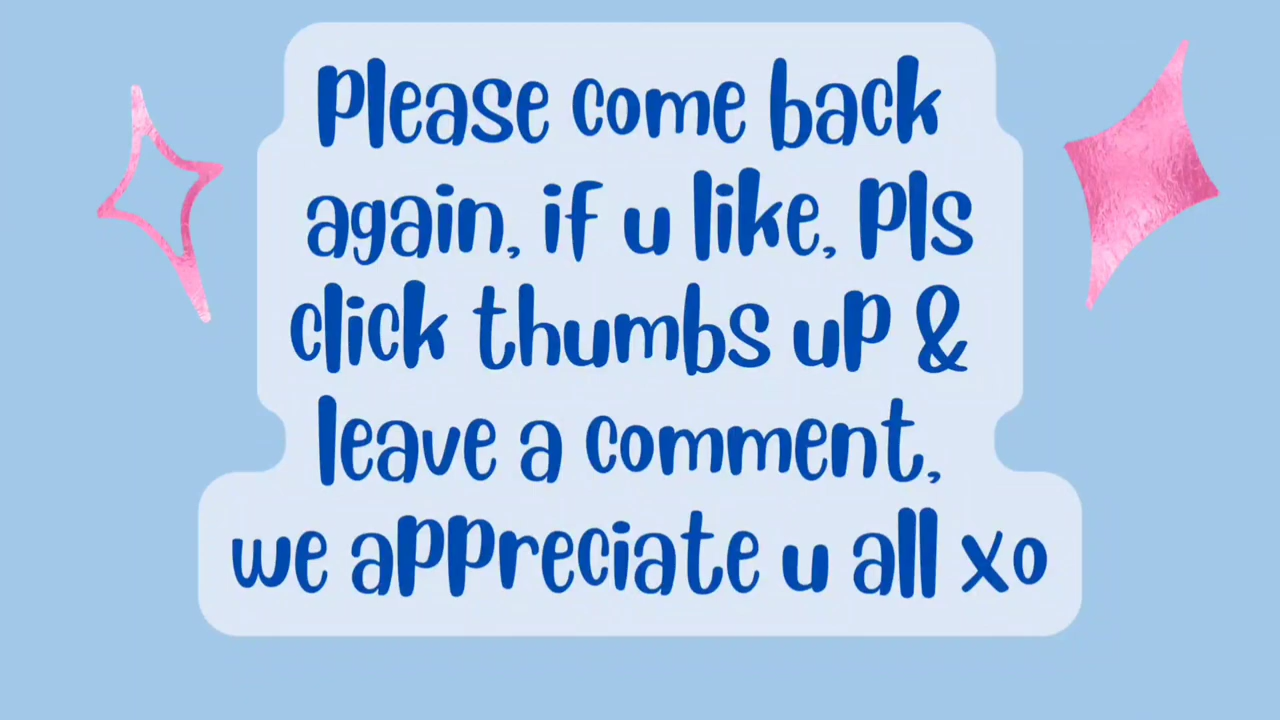 Please come back
again, if u like, Pls
click thumbs up &
leave a comment,
we appreciate u all xo